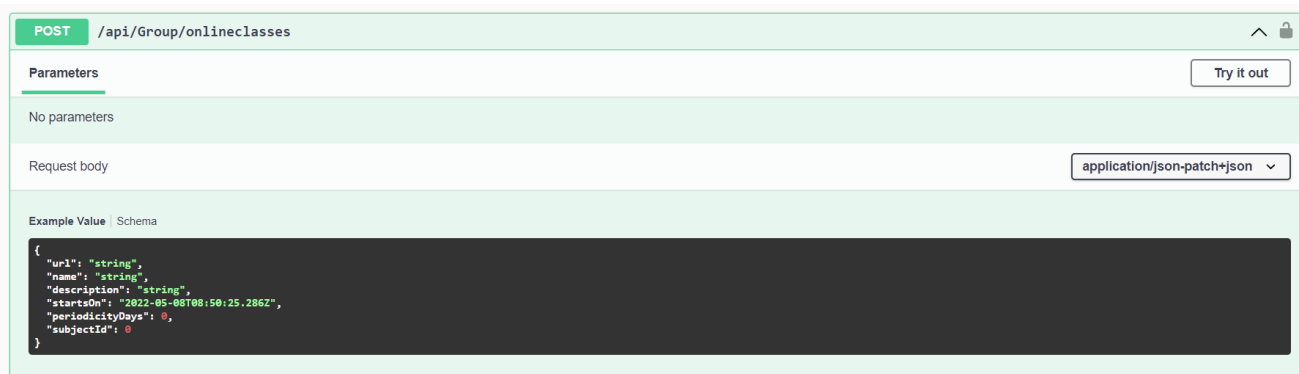 POST /api/Group/onlineclasses
Parameters Try it out
No parameters
Request body application/json-patch+json
Example Value Schema
{
"url": "string",
"name": "string",
"description": "string",
"startsOn": "2022-05-08T08:50:25.286Z",
"periodicityDays": 0,
"subjectId": 0
}